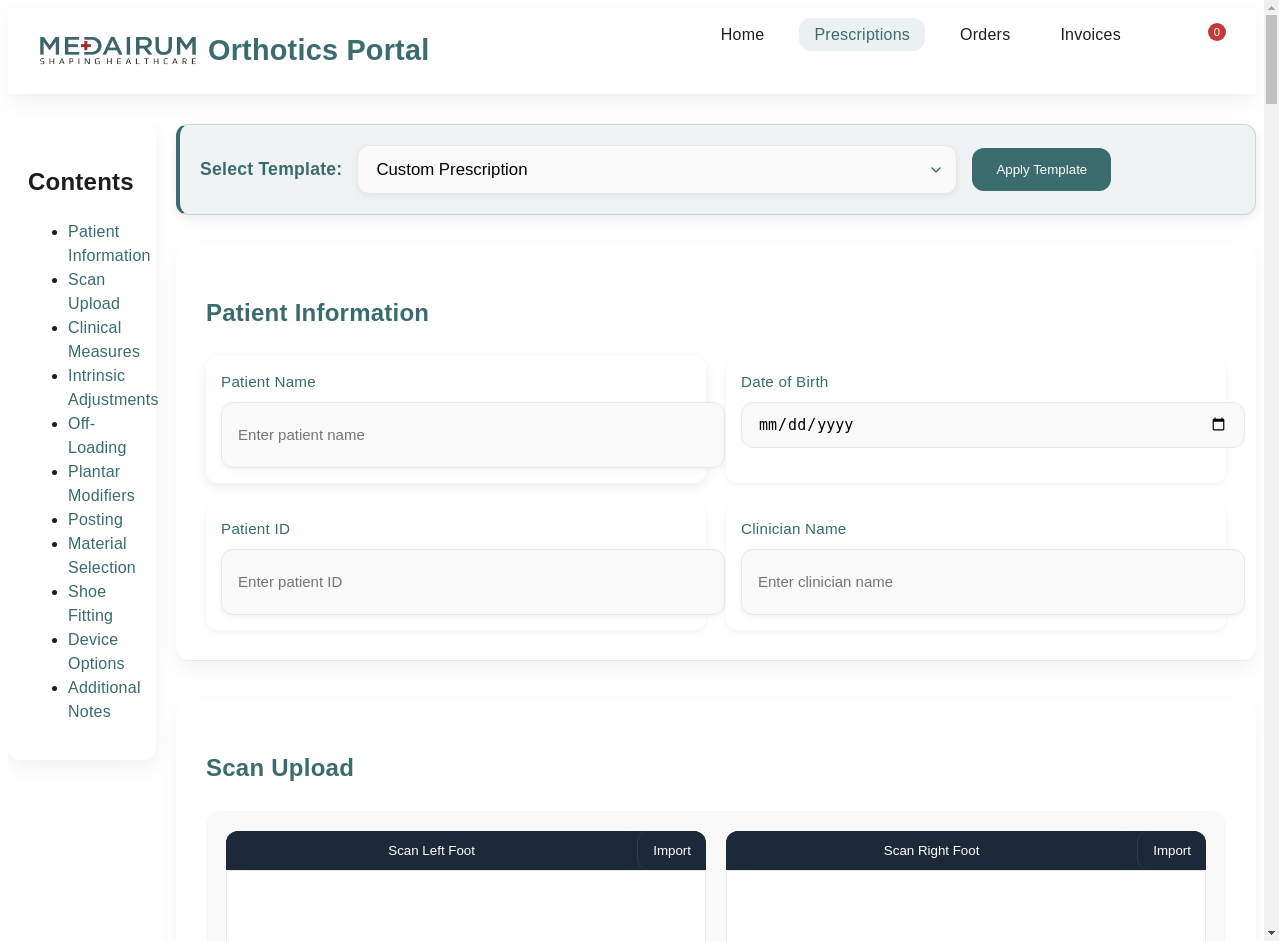 MEDAIRUM
SHAPING HEALTHCARE
Orthotics Portal
Home
Prescriptions
Orders
Invoices
0
Contents
Patient
Information
Scan
Upload
Clinical
Measures
Intrinsic
Adjustments
Off-
Loading
Plantar
Modifiers
Posting
Material
Selection
Shoe
Fitting
Device
Options
Additional
Notes
Select Template:
Custom Prescription
Apply Template
Patient Information
Patient Name
Enter patient name
Date of Birth
mm/dd/yyyy
Patient ID
Enter patient ID
Clinician Name
Enter clinician name
Scan Upload
Scan Left Foot
Import
Scan Right Foot
Import